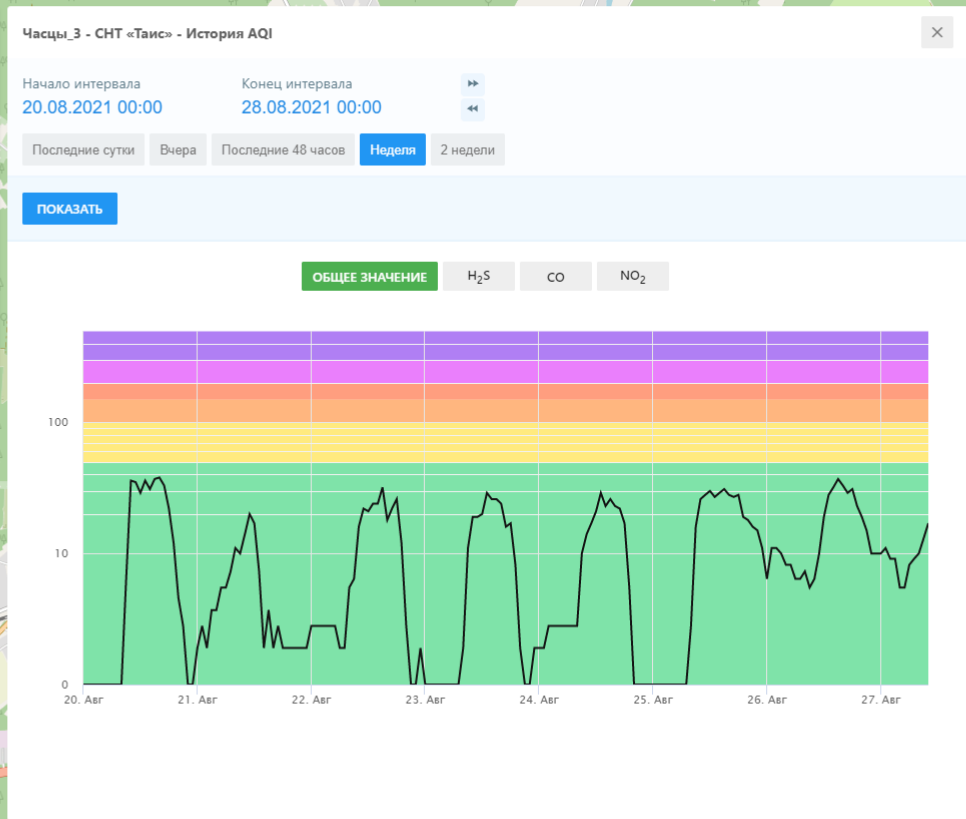 Часцы_3 - СНТ «Таис» - История AQI
Начало интервала
Конец интервала
20.08.2021 00:00
28.08.2021 00:00
Последние сутки
Вчера
Последние 48 часов
Неделя
2 недели
ПОКАЗАТЬ
ОБЩЕЕ ЗНАЧЕНИЕ
H₂S
CO
NO₂
100
10
0
20. Авг
21. Авг
22. Авг
23. Авг
24. Авг
25. Авг
26. Авг
27. Авг